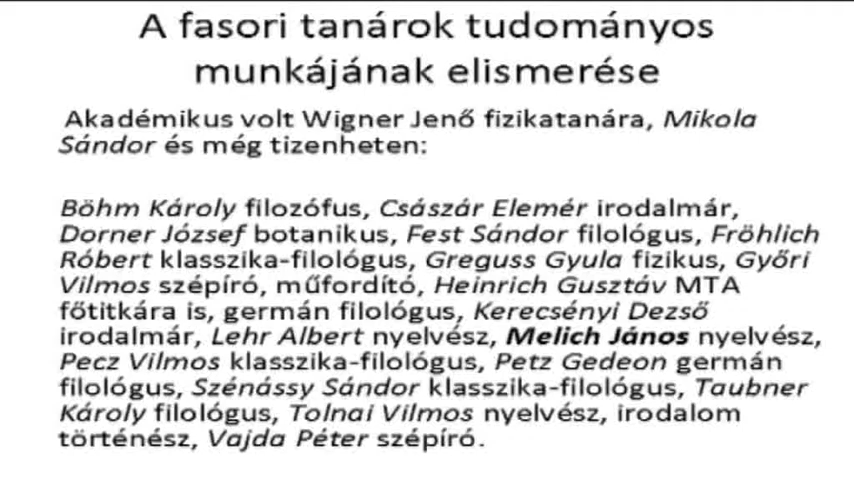 A fasori tanárok tudományos
munkájának elismerése
Akadémikus volt Wigner Jenő fizikatanára, Mikola
Sándor és még tizenheten:
Böhm Károly filozófus, Császár Elemér irodalmár,
Dorner József botanikus, Fest Sándor filológus, Fröhlich
Róbert klasszika-filológus, Greguss Gyula fizikus, Győri
Vilmos szépíró, műfordító, Heinrich Gusztáv MTA
főtitkára is, germán filológus, Kerecsényi Dezső
irodalmár, Lehr Albert nyelvész, Melich János nyelvész,
Pecz Vilmos klasszika-filológus, Petz Gedeon germán
filológus, Szénássy Sándor klasszika-filológus, Taubner
Károly filológus, Tolnai Vilmos nyelvész, irodalom
történész, Vajda Péter szépíró.